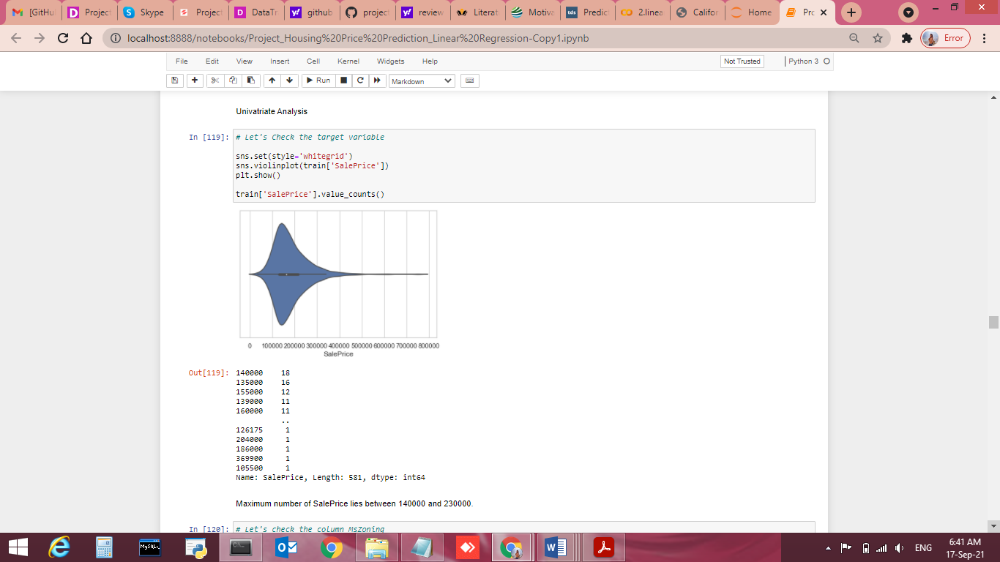 [GitHu
Project
Skype
Project
DataTr
github
project
review
Literat
Motiva
Predic
2.linea
Califor
Home
Pro
localhost:8888/notebooks/Project_Housing%20Price%20Prediction_Linear%20Regression-Copy1.ipynb
Error
File Edit View Insert Cell Kernel Widgets Help
Not Trusted
Python 3
Run
Markdown
Univatriate Analysis
In [119]: # Let's Check the target variable
sns.set(style='whitegrid')
sns.violinplot(train['SalePrice'])
plt.show()
train['SalePrice'].value_counts()
0 100000 200000 300000 400000 500000 600000 700000 800000
SalePrice
Out[119]: 140000 18
135000 16
155000 12
139000 11
160000 11
..
126175 1
204000 1
186000 1
369900 1
105500 1
Name: SalePrice, Length: 581, dtype: int64
Maximum number of SalePrice lies between 140000 and 230000.
In [120]: # Let's check the column MsZoning
ENG
6:41 AM
17-Sep-21